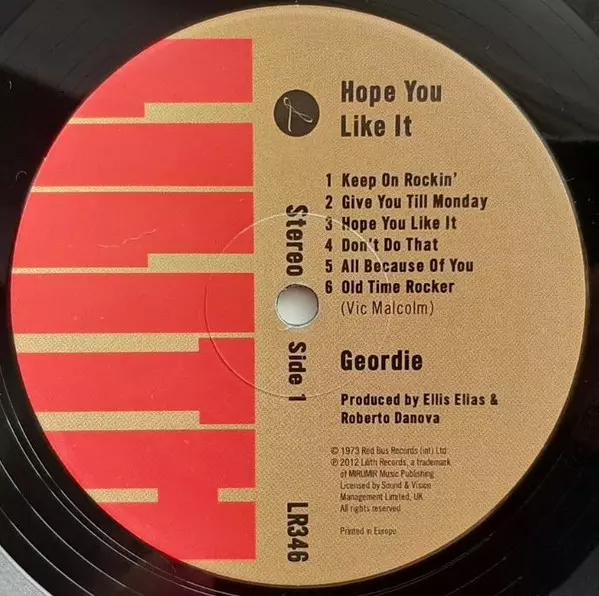 Hope You
Like It
1 Keep On Rockin'
2 Give You Till Monday
3 Hope You Like It
4 Don't Do That
5 All Because Of You
6 Old Time Rocker
(Vic Malcolm)
Geordie
Produced by Ellis Elias &
Roberto Danova
© 1973 Red Bus Records (int) Ltd
℗ 2012 Lilith Records, a trademark
of MIRUMIR Music Publishing
Licensed by Sound & Vision
Management Limited, UK
All rights reserved
Printed in Europe
Stereo Side 1 LR346